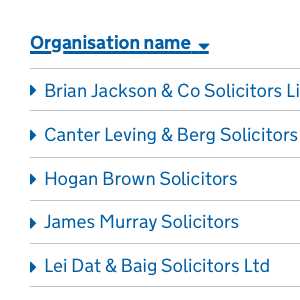 Organisation name
Brian Jackson & Co Solicitors Li
Canter Leving & Berg Solicitors
Hogan Brown Solicitors
James Murray Solicitors
Lei Dat & Baig Solicitors Ltd